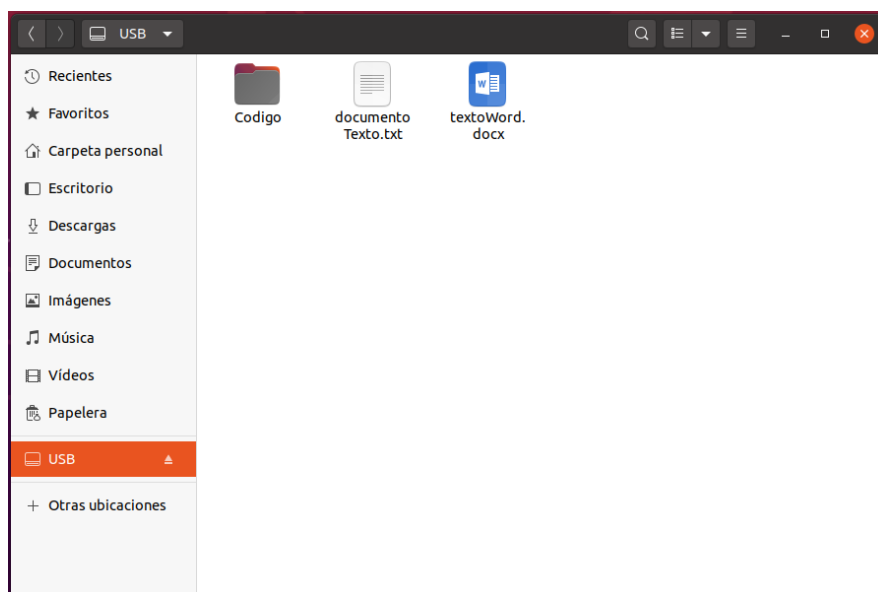 USB
Recientes
Favoritos
Carpeta personal
Escritorio
Descargas
Documentos
Imágenes
Música
Vídeos
Papelera
USB
Otras ubicaciones
Codigo
documento
Texto.txt
textoWord.
docx